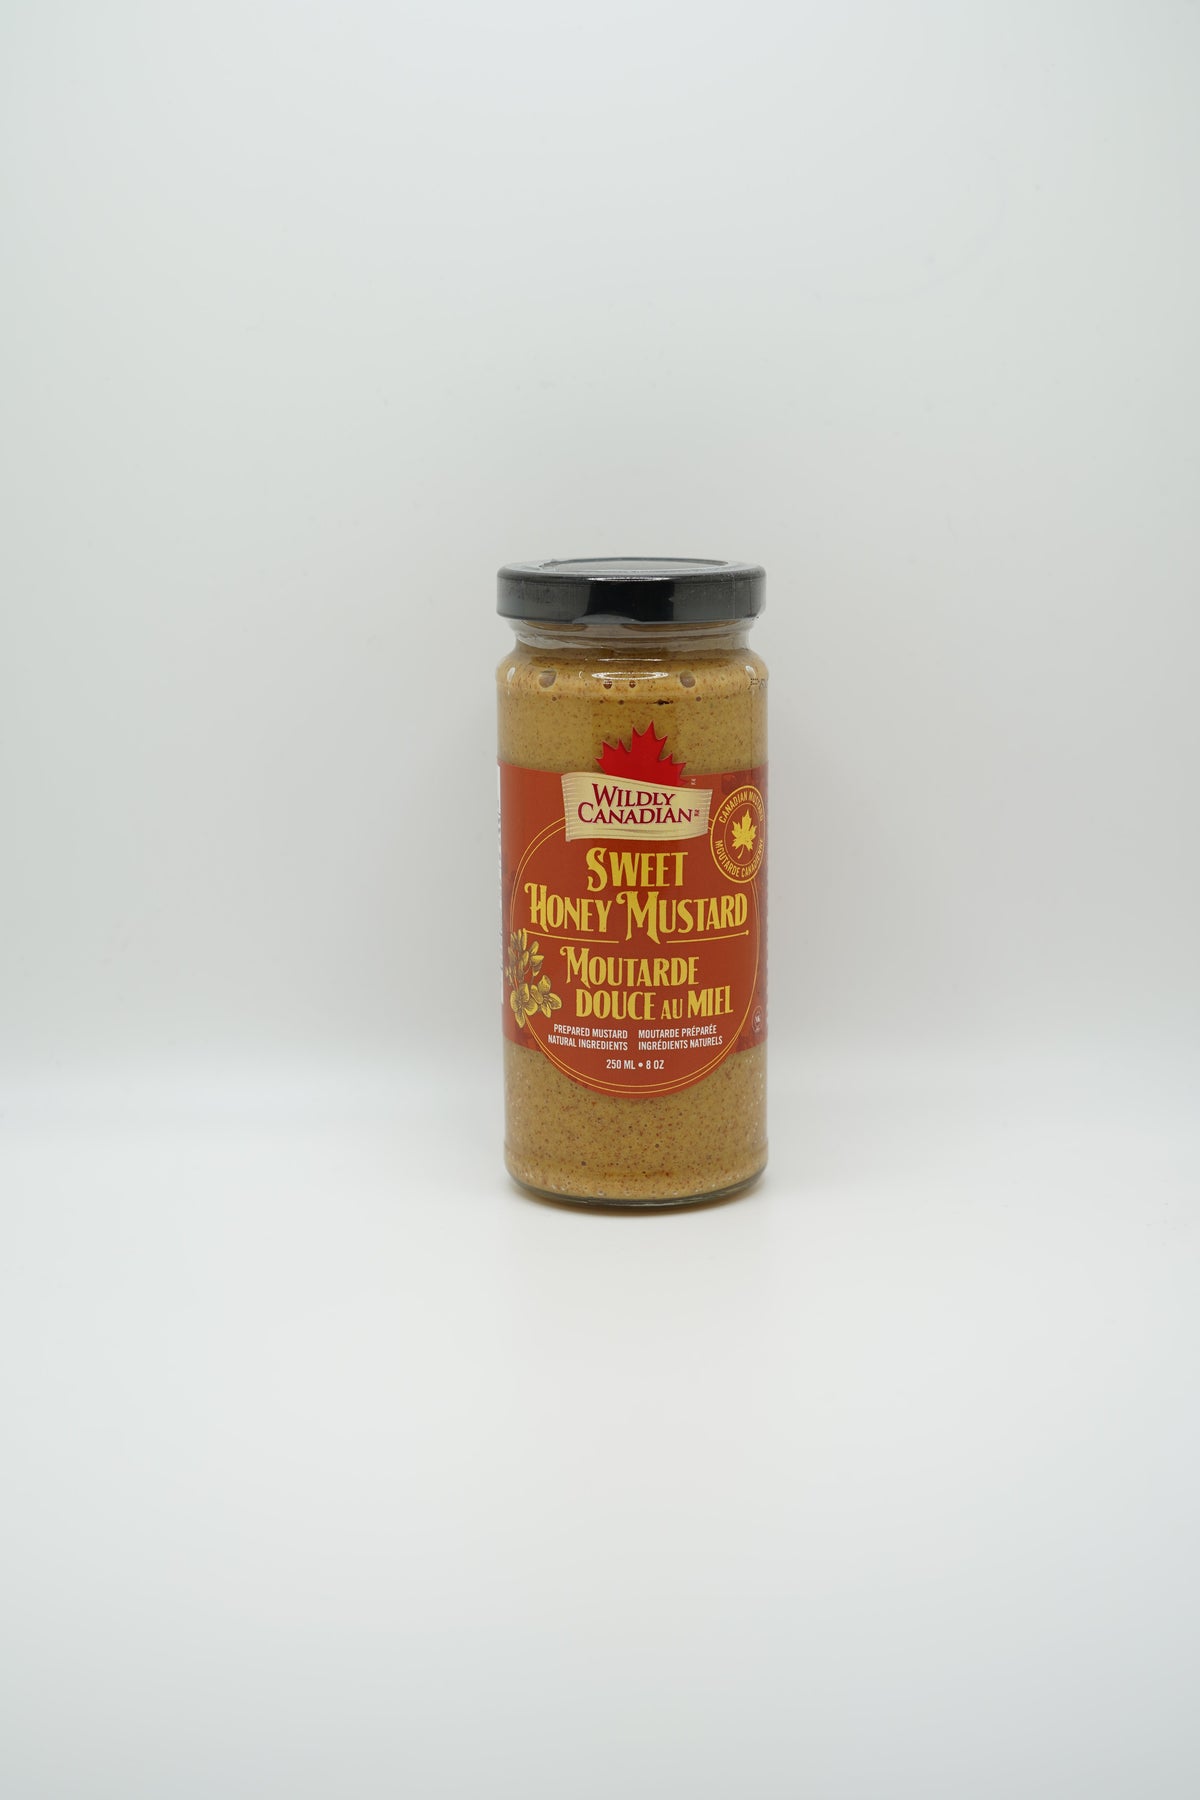 WILDLY
CANADIAN
CANADIAN MUSTARD
MOUTARDE CANADIENNE
SWEET
HONEY MUSTARD
MOUTARDE
DOUCE AU MIEL
PREPARED MUSTARD MOUTARDE PRÉPARÉE
NATURAL INGREDIENTS INGRÉDIENTS NATURELS
250 ML • 8 OZ